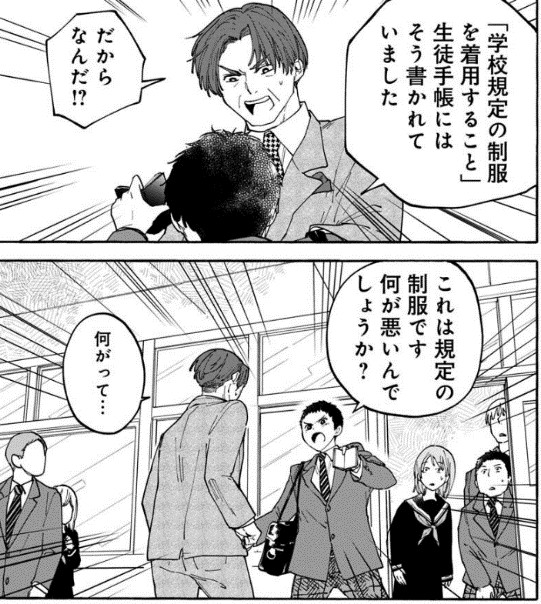 「学校規定の制服
を着用すること」
生徒手帳には
そう書かれて
いました
だから
なんだ!?
これは規定の
制服です
何が悪いんで
しょうか?
何がって…